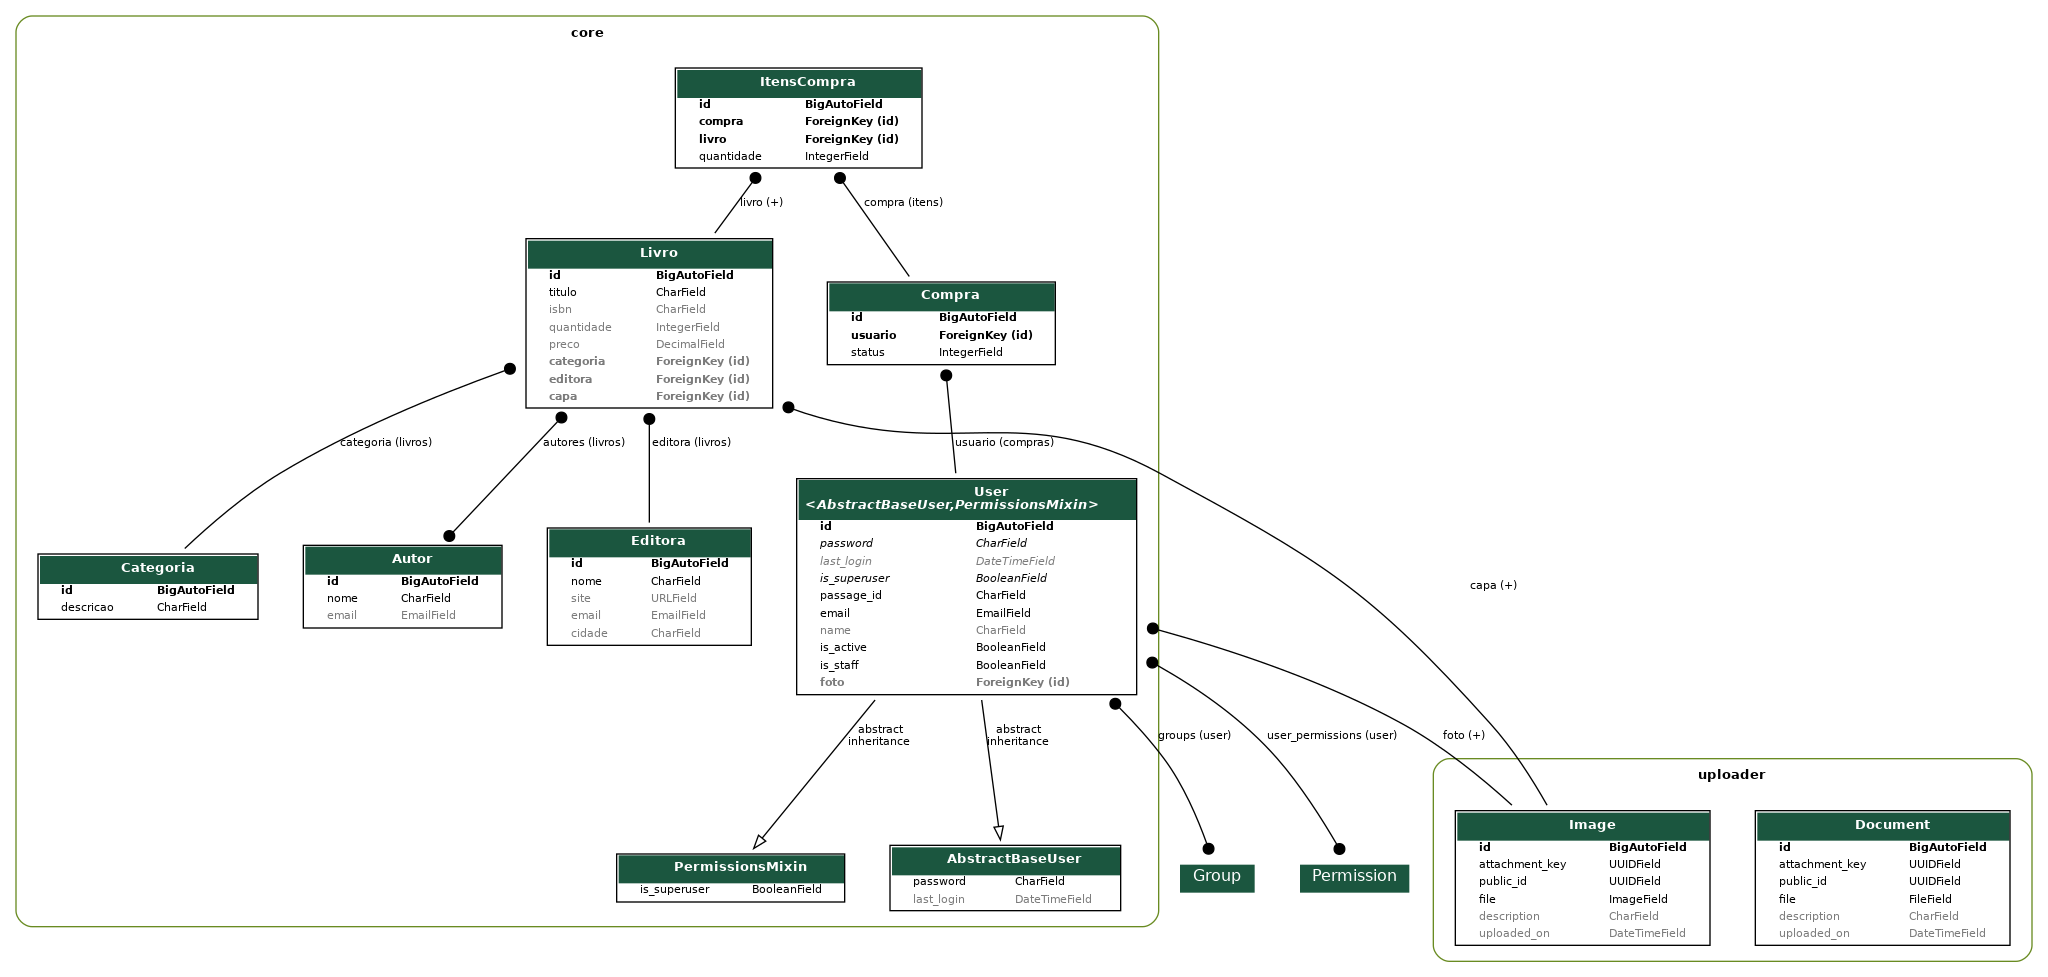 core
ItensCompra
id BigAutoField
compra ForeignKey (id)
livro ForeignKey (id)
quantidade IntegerField
livro (+)
compra (itens)
Livro
id BigAutoField
titulo CharField
isbn CharField
quantidade IntegerField
preco DecimalField
categoria ForeignKey (id)
editora ForeignKey (id)
capa ForeignKey (id)
Compra
id BigAutoField
usuario ForeignKey (id)
status IntegerField
categoria (livros)
autores (livros)
editora (livros)
usuario (compras)
capa (+)
Categoria
id BigAutoField
descricao CharField
Autor
id BigAutoField
nome CharField
email EmailField
Editora
id BigAutoField
nome CharField
site URLField
email EmailField
cidade CharField
User
<AbstractBaseUser,PermissionsMixin>
id BigAutoField
password CharField
last_login DateTimeField
is_superuser BooleanField
passage_id CharField
email EmailField
name CharField
is_active BooleanField
is_staff BooleanField
foto ForeignKey (id)
abstract
inheritance
abstract
inheritance
groups (user)
user_permissions (user)
foto (+)
PermissionsMixin
is_superuser BooleanField
AbstractBaseUser
password CharField
last_login DateTimeField
Group
Permission
uploader
Image
id BigAutoField
attachment_key UUIDField
public_id UUIDField
file ImageField
description CharField
uploaded_on DateTimeField
Document
id BigAutoField
attachment_key UUIDField
public_id UUIDField
file FileField
description CharField
uploaded_on DateTimeField